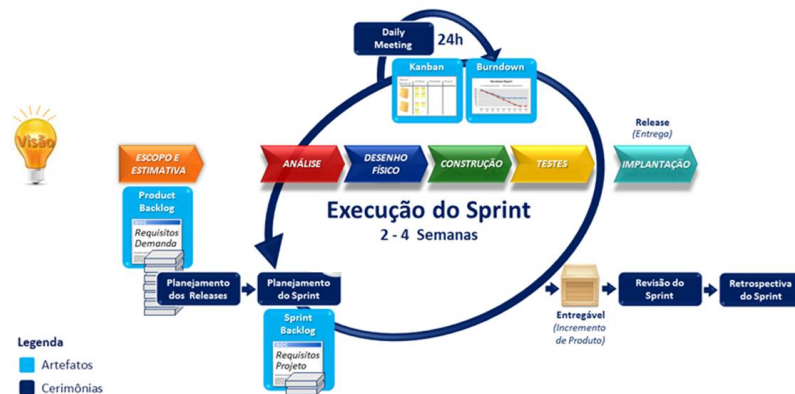 Daily
Meeting
24h
Kanban
Burndown
Visão
Release
(Entrega)
ESCOPO E
ESTIMATIVA
ANÁLISE
DESENHO
FÍSICO
CONSTRUÇÃO
TESTES
IMPLANTAÇÃO
Product
Backlog
Requisitos
Demanda
Execução do Sprint
2 - 4 Semanas
Planejamento
dos Releases
Planejamento
do Sprint
Sprint
Backlog
Requisitos
Projeto
Entregável
(Incremento
de Produto)
Revisão do
Sprint
Retrospectiva
do Sprint
Legenda
Artefatos
Cerimônias